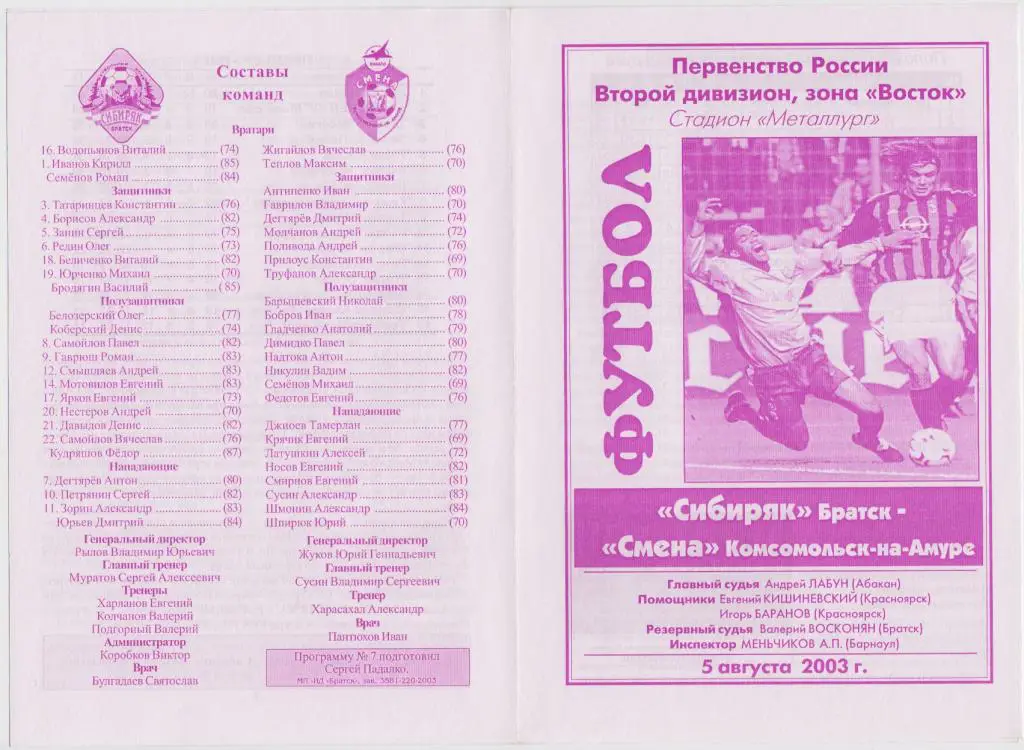 СИБИРЯК
БРАТСК
СМЕНА
Составы
команд
Вратари
16. Водопьянов Виталий (74)
1. Иванов Кирилл (85)
Семёнов Роман (84)
Защитники
3. Татаринцев Константин (76)
4. Борисов Александр (82)
5. Занин Сергей (75)
6. Редин Олег (73)
18. Беличенко Виталий (82)
19. Юрченко Михаил (70)
Бродягин Василий (85)
Полузащитники
Белозерский Олег (77)
Коберский Денис (74)
8. Самойлов Павел (82)
9. Гаврюш Роман (83)
12. Смышляев Андрей (83)
14. Мотовилов Евгений (83)
17. Ярков Евгений (73)
20. Нестеров Андрей (70)
21. Давыдов Денис (82)
22. Самойлов Вячеслав (76)
Кудряшов Фёдор (87)
Нападающие
7. Дегтярёв Антон (80)
10. Петрянин Сергей (82)
11. Зорин Александр (83)
Юрьев Дмитрий (84)
Генеральный директор
Рылов Владимир Юрьевич
Главный тренер
Муратов Сергей Алексеевич
Тренеры
Харланов Евгений
Колчанов Валерий
Подгорный Валерий
Администратор
Коробков Виктор
Врач
Булгадаев Святослав
Жигайлов Вячеслав (76)
Теплов Максим (70)
Защитники
Антипенко Иван (80)
Гаврилов Владимир (70)
Дегтярёв Дмитрий (74)
Молчанов Андрей (72)
Поливода Андрей (76)
Прилоус Константин (69)
Труфанов Александр (70)
Полузащитники
Барышевский Николай (80)
Бобров Иван (78)
Гладченко Анатолий (79)
Димидко Павел (80)
Надтока Антон (77)
Никулин Вадим (82)
Семёнов Михаил (69)
Федотов Евгений (76)
Нападающие
Джиоев Тамерлан (77)
Крячик Евгений (69)
Латушкин Алексей (72)
Носов Евгений (82)
Смирнов Евгений (81)
Сусин Александр (83)
Шмонин Александр (84)
Шпирюв Юрий (70)
Генеральный директор
Жуков Юрий Геннадьевич
Главный тренер
Сусин Владимир Сергеевич
Тренер
Харасахал Александр
Врач
Пантюхов Иван
Программу № 7 подготовил
Сергей Падалко.
МП «ИД «Братск», зак. 3581-220-2003
Первенство России
Второй дивизион, зона «Восток»
Стадион «Металлург»
ФУТБОЛ
«Сибиряк» Братск -
«Смена» Комсомольск-на-Амуре
Главный судья Андрей ЛАБУН (Абакан)
Помощники Евгений КИШИНЕВСКИЙ (Красноярск)
Игорь БАРАНОВ (Красноярск)
Резервный судья Валерий ВОСКОНЯН (Братск)
Инспектор МЕНЬЧИКОВ А.П. (Барнаул)
5 августа 2003 г.